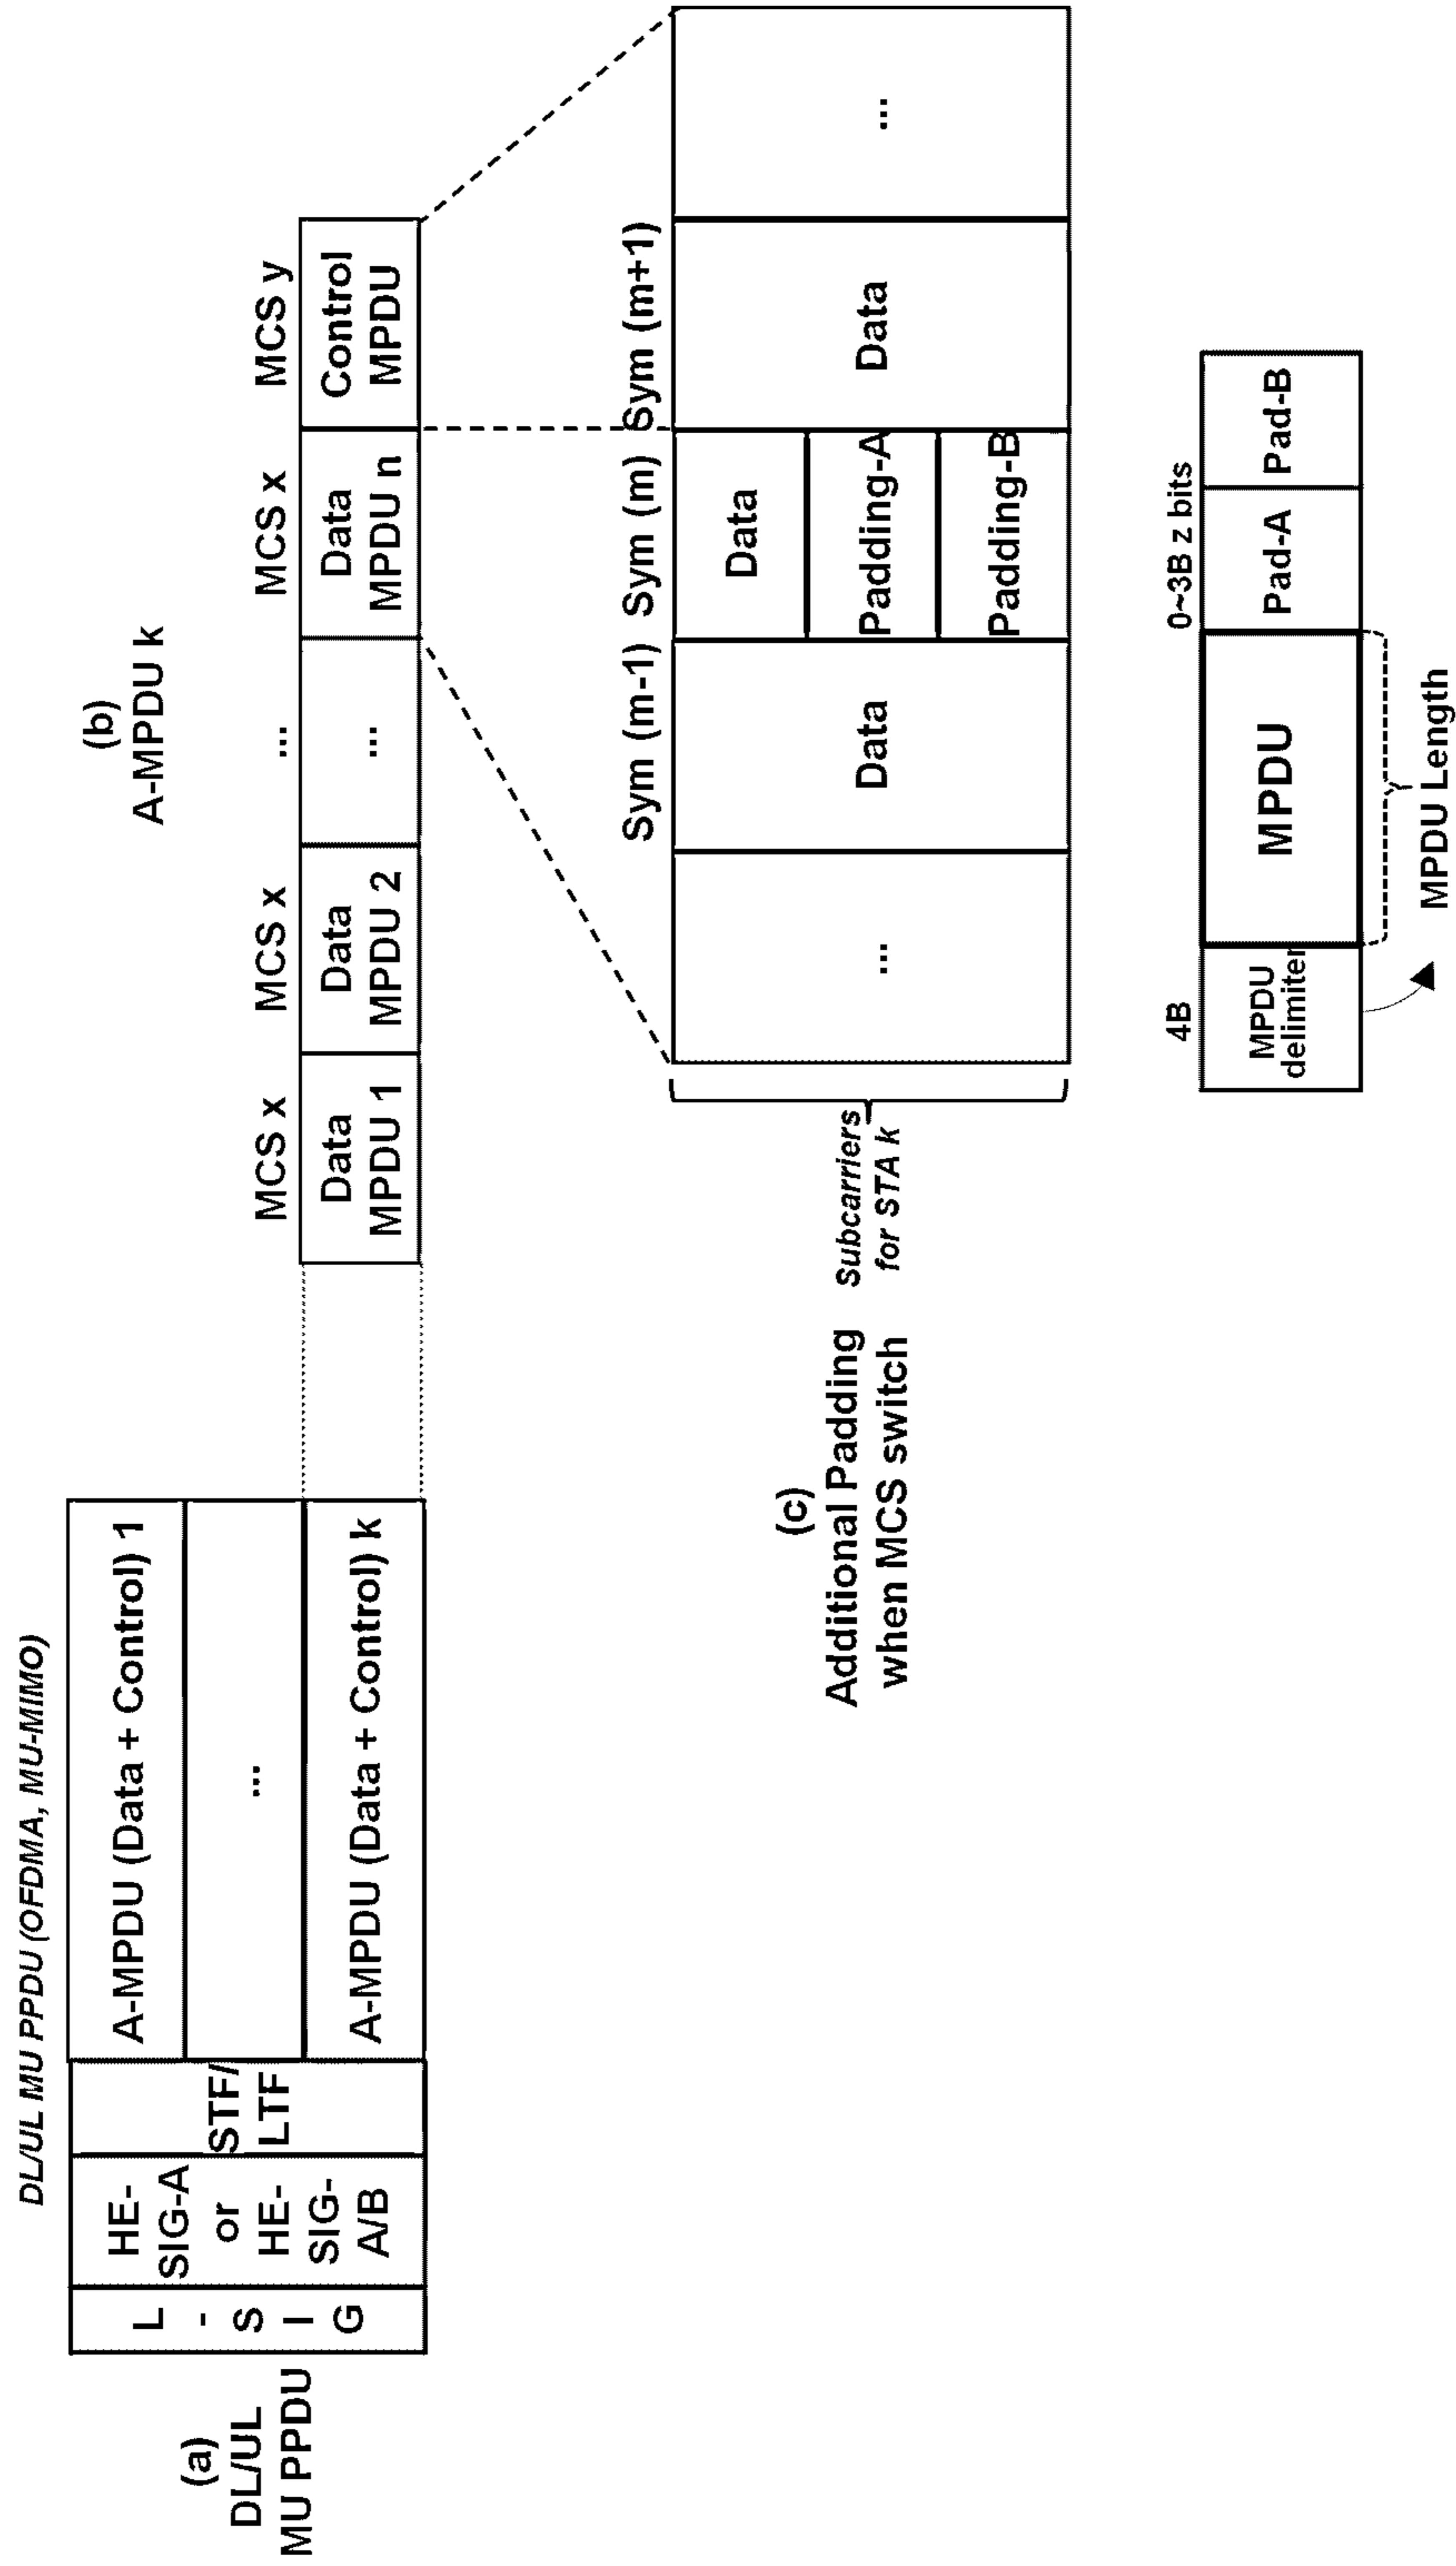 DL/UL MU PPDU (OFDMA, MU-MIMO)
(a)
DL/UL
MU PPDU
L
-
S
I
G
HE-
SIG-A
or
HE-
SIG-
A/B
STF/
LTF
A-MPDU (Data + Control) 1
...
A-MPDU (Data + Control) k
(b)
A-MPDU k
MCS x
MCS x
...
MCS x
MCS y
Data
MPDU 1
Data
MPDU 2
...
Data
MPDU n
Control
MPDU
(c)
Additional Padding
when MCS switch
Subcarriers
for STA k
Sym (m-1)
Sym (m)
Sym (m+1)
...
Data
Data
Padding-A
Padding-B
Data
...
4B
0~3B z bits
MPDU
delimiter
MPDU
Pad-A
Pad-B
MPDU Length